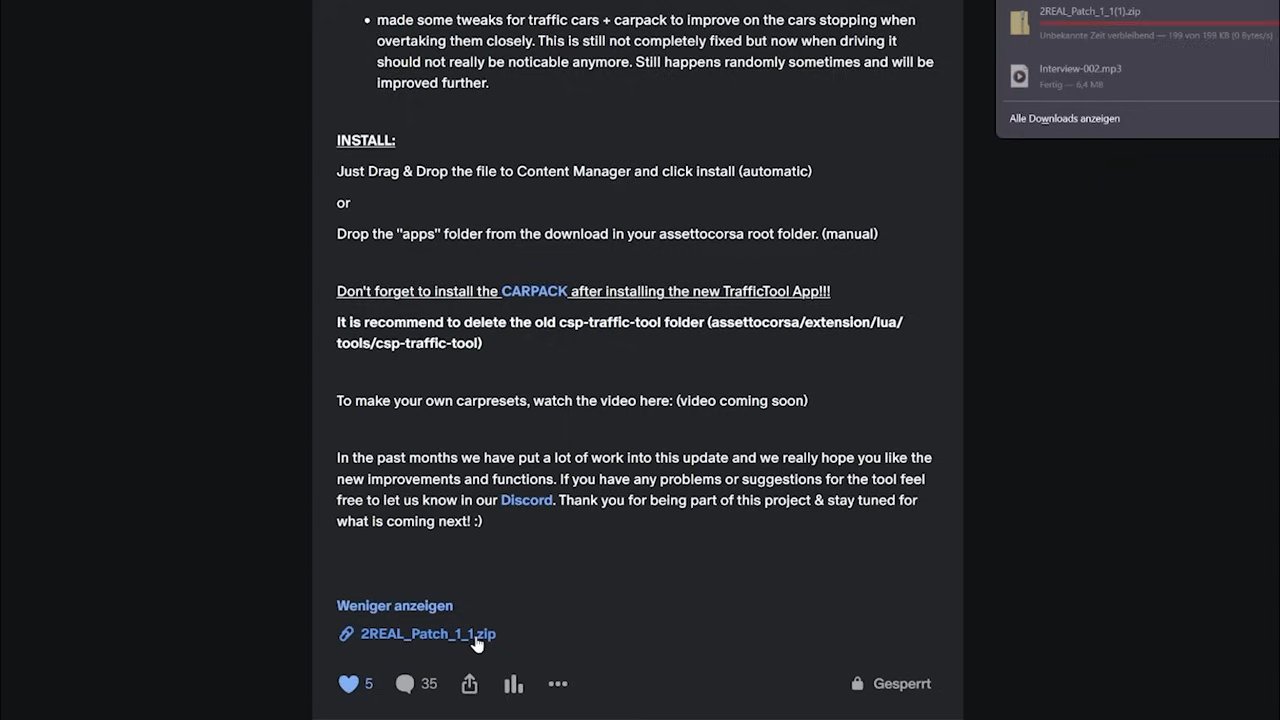 made some tweaks for traffic cars + carpack to improve on the cars stopping when
overtaking them closely. This is still not completely fixed but now when driving it
should not really be noticable anymore. Still happens randomly sometimes and will be
improved further.
INSTALL:
Just Drag & Drop the file to Content Manager and click install (automatic)
or
Drop the "apps" folder from the download in your assettocorsa root folder. (manual)
Don't forget to install the CARPACK after installing the new TrafficTool App!!!
It is recommend to delete the old csp-traffic-tool folder (assettocorsa/extension/lua/
tools/csp-traffic-tool)
To make your own carpresets, watch the video here: (video coming soon)
In the past months we have put a lot of work into this update and we really hope you like the
new improvements and functions. If you have any problems or suggestions for the tool feel
free to let us know in our Discord. Thank you for being part of this project & stay tuned for
what is coming next! :)
Weniger anzeigen
2REAL_Patch_1_1.zip
5 35 Gesperrt
2REAL_Patch_1_1(1).zip
Unbekannte Zeit verbleibend — 199 von 199 KB (0 Bytes/s)
Interview-002.mp3
Fertig — 6,4 MB
Alle Downloads anzeigen